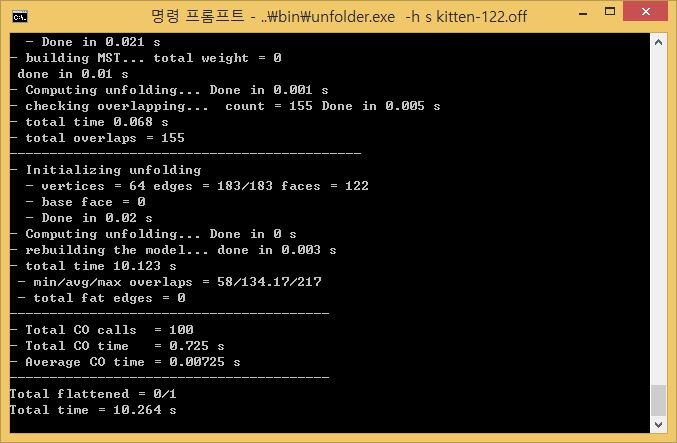 명령 프롬프트 - ..\bin\unfolder.exe  -h s kitten-122.off
C:\.
  - Done in 0.021 s
- building MST... total weight = 0
 done in 0.01 s
- Computing unfolding... Done in 0.001 s
- checking overlapping...  count = 155 Done in 0.005 s
- total time 0.068 s
- total overlaps = 155
--------------------------------------------
- Initializing unfolding
  - vertices = 64 edges = 183/183 faces = 122
  - base face = 0
  - Done in 0.02 s
- Computing unfolding... Done in 0 s
- rebuilding the model... done in 0.003 s
- total time 10.123 s
 - min/avg/max overlaps = 58/134.17/217
 - total fat edges = 0
----------------------------------------
- Total CO calls  = 100
- Total CO time   = 0.725 s
- Average CO time = 0.00725 s
----------------------------------------
Total flattened = 0/1
Total time = 10.264 s